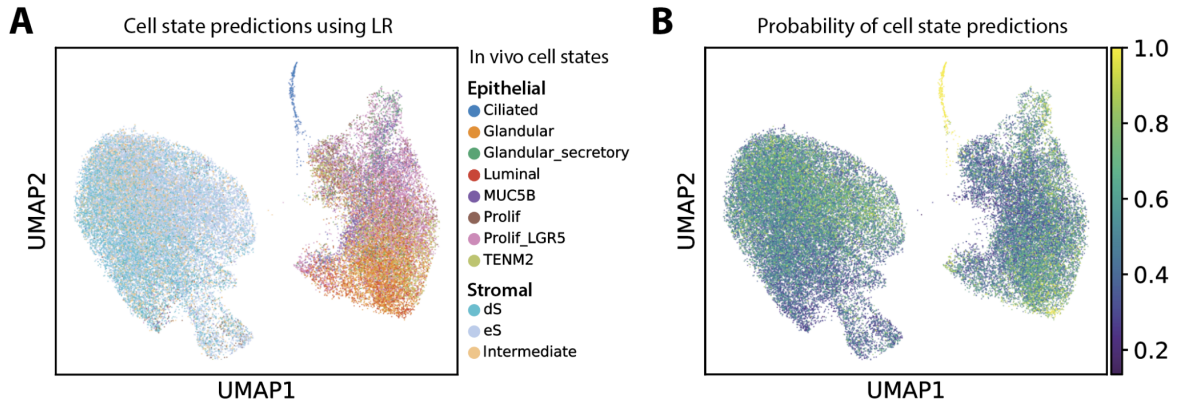 A
Cell state predictions using LR
UMAP2
UMAP1
In vivo cell states
Epithelial
Ciliated
Glandular
Glandular_secretory
Luminal
MUC5B
Prolif
Prolif_LGR5
TENM2
Stromal
dS
eS
Intermediate
B
Probability of cell state predictions
UMAP2
UMAP1
1.0
0.8
0.6
0.4
0.2